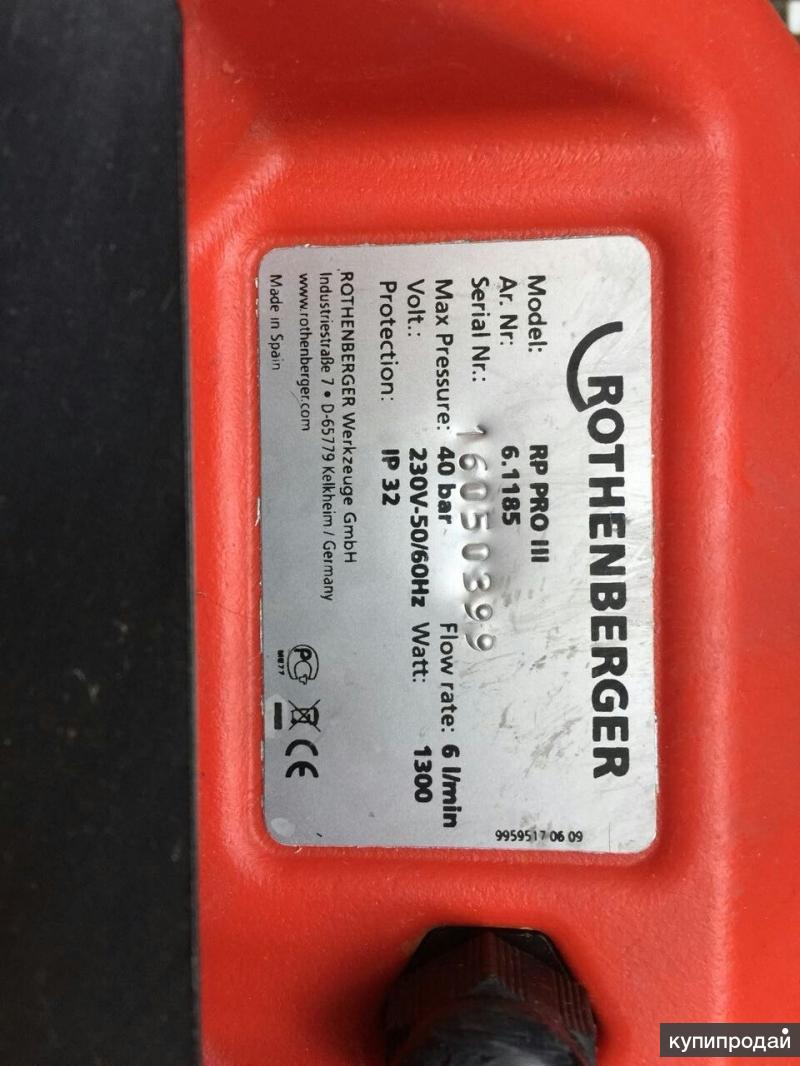 ROTHENBERGER
Model: RP PRO III
Ar. Nr: 6.1185
Serial Nr.: 16050399
Max Pressure: 40 bar Flow rate: 6 l/min
Volt.: 230V-50/60Hz Watt: 1300
Protection: IP 32
ROTHENBERGER Werkzeuge GmbH
Industriestraße 7 • D-65779 Kelkheim / Germany
www.rothenberger.com
Made in Spain
PCT
MB77
CE
9959517 06 09
купипродай